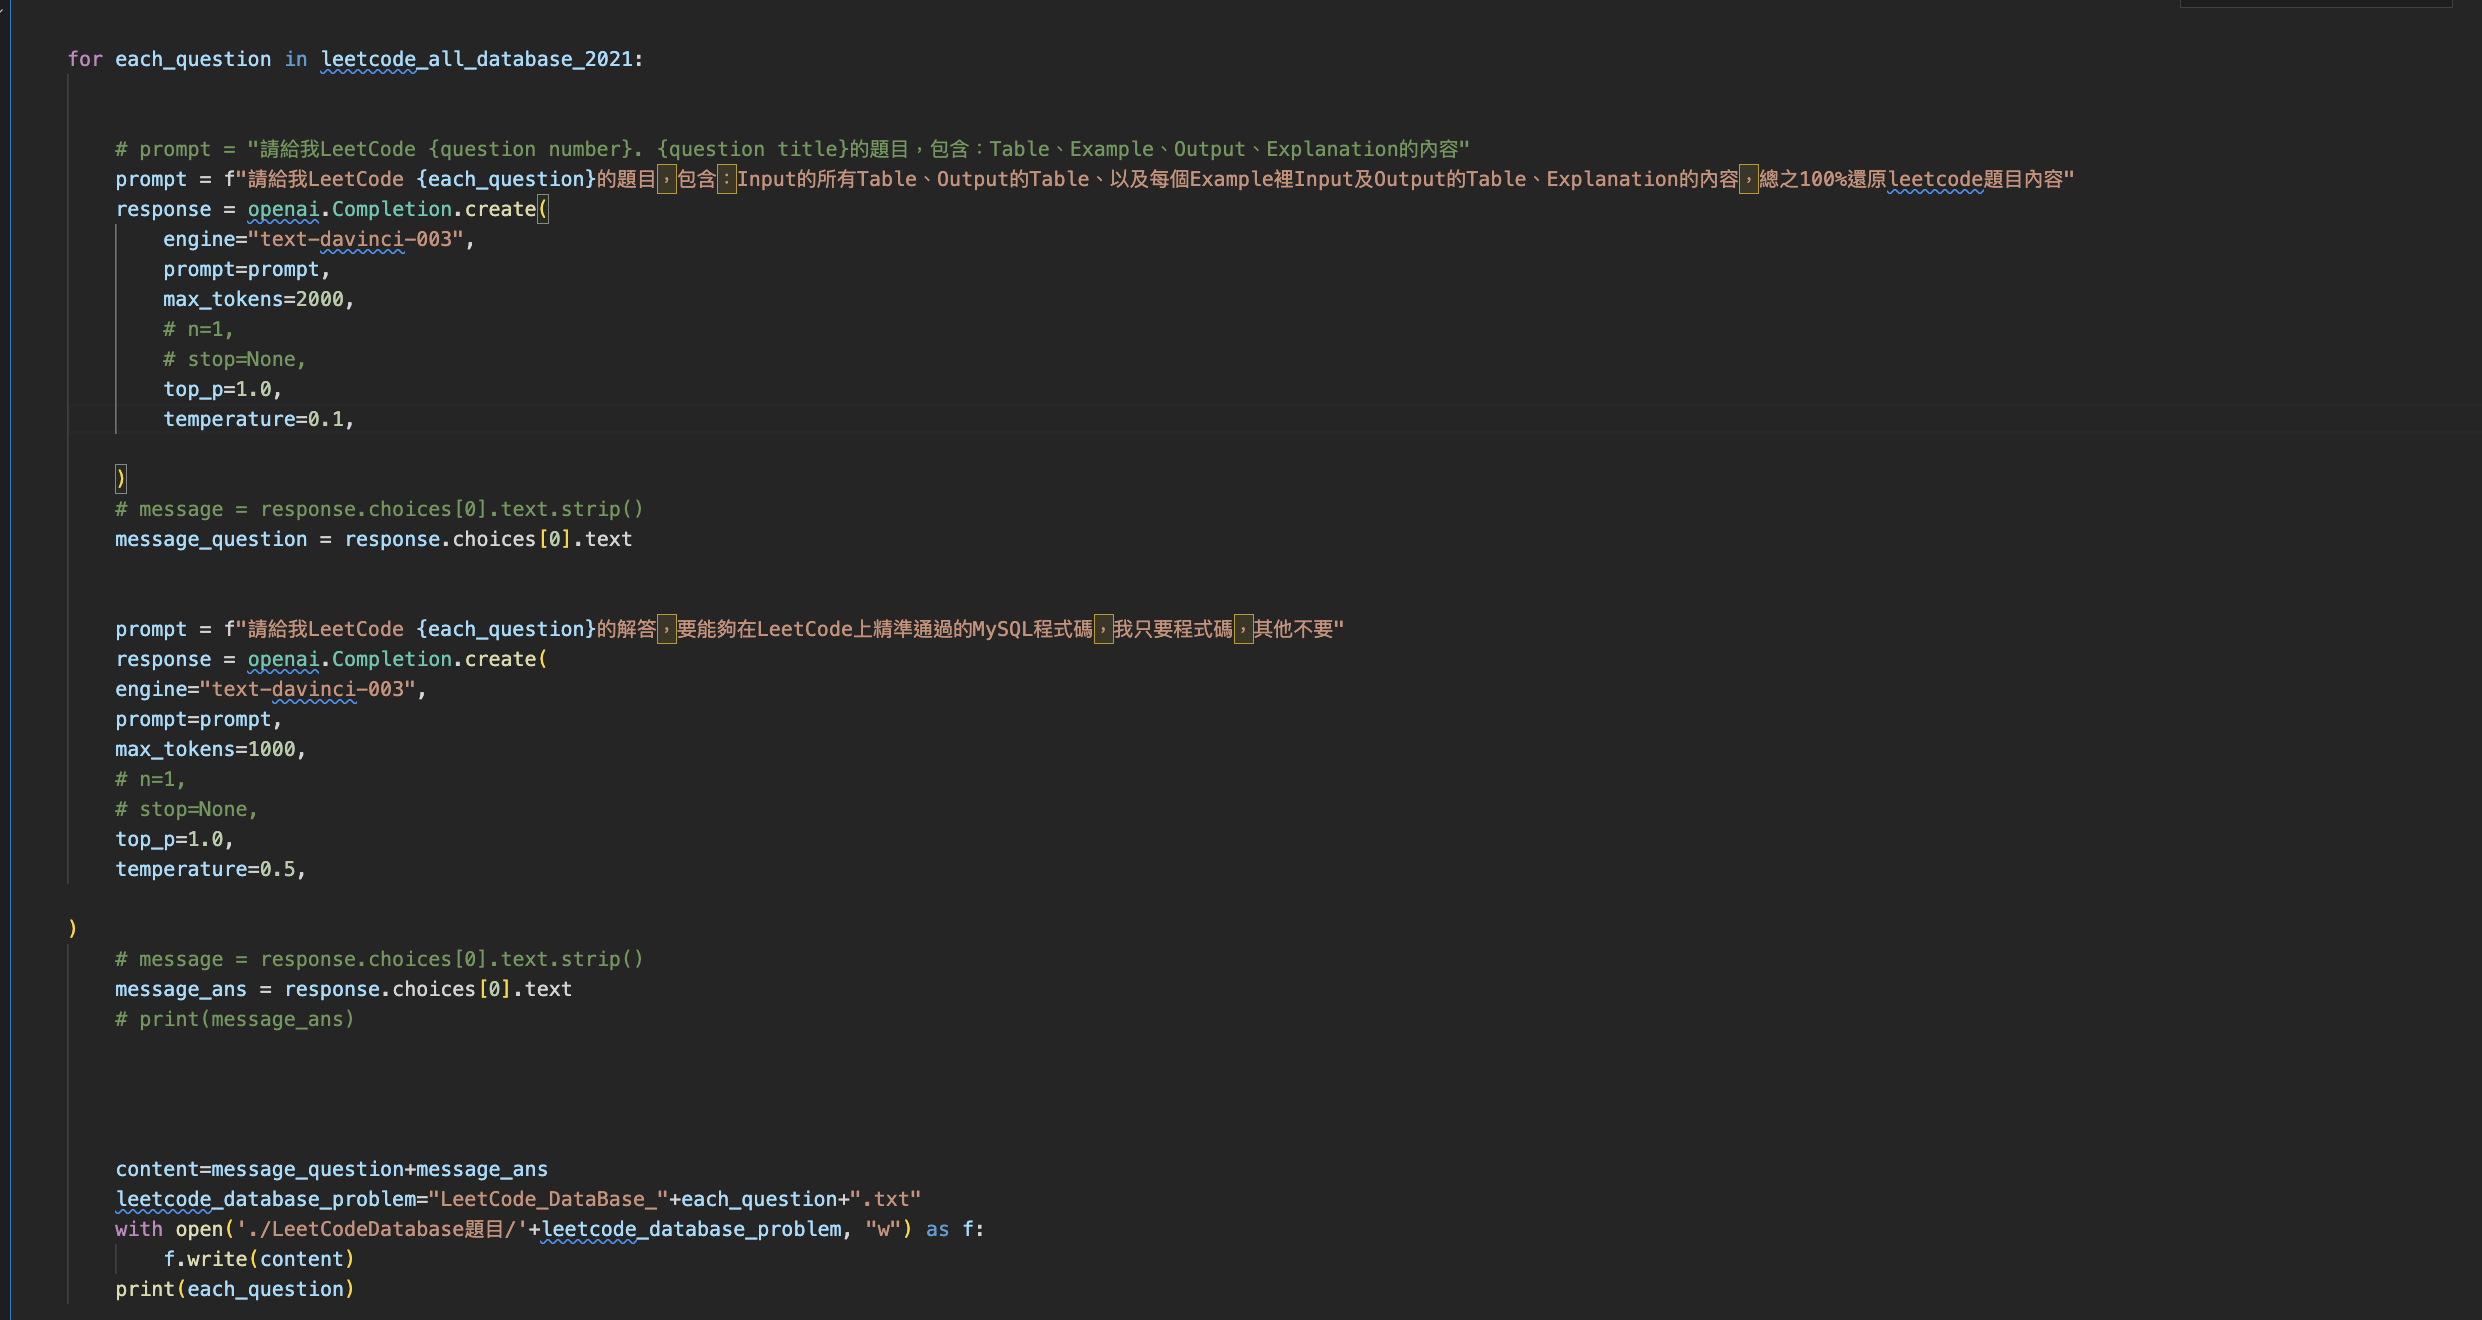 for each_question in leetcode_all_database_2021:
# prompt = "請給我LeetCode {question number}. {question title}的題目，包含：Table、Example、Output、Explanation的內容"
prompt = f"請給我LeetCode {each_question}的題目，包含：Input的所有Table、Output的Table、以及每個Example裡Input及Output的Table、Explanation的內容，總之100%還原leetcode題目內容"
response = openai.Completion.create(
engine="text-davinci-003",
prompt=prompt,
max_tokens=2000,
# n=1,
# stop=None,
top_p=1.0,
temperature=0.1,
)
# message = response.choices[0].text.strip()
message_question = response.choices[0].text
prompt = f"請給我LeetCode {each_question}的解答，要能夠在LeetCode上精準通過的MySQL程式碼，我只要程式碼，其他不要"
response = openai.Completion.create(
engine="text-davinci-003",
prompt=prompt,
max_tokens=1000,
# n=1,
# stop=None,
top_p=1.0,
temperature=0.5,
)
# message = response.choices[0].text.strip()
message_ans = response.choices[0].text
# print(message_ans)
content=message_question+message_ans
leetcode_database_problem="LeetCode_DataBase_"+each_question+".txt"
with open('./LeetCodeDatabase題目/'+leetcode_database_problem, "w") as f:
f.write(content)
print(each_question)